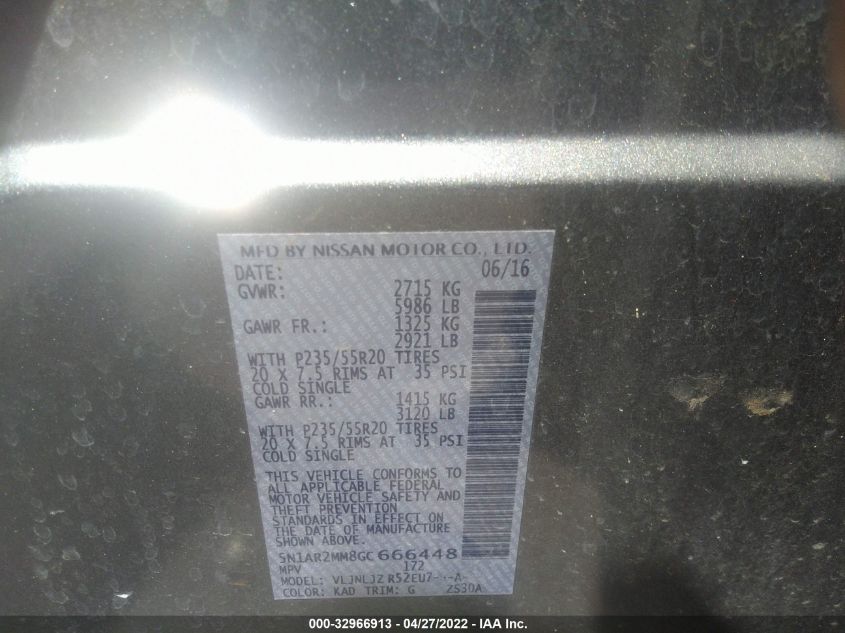 MFD BY NISSAN MOTOR CO., LTD.
DATE: 06/16
GVWR: 2715 KG
5986 LB
GAWR FR.: 1325 KG
2921 LB
WITH P235/55R20 TIRES
20 X 7.5 RIMS AT 35 PSI
COLD SINGLE
GAWR RR.: 1415 KG
3120 LB
WITH P235/55R20 TIRES
20 X 7.5 RIMS AT 35 PSI
COLD SINGLE
THIS VEHICLE CONFORMS TO
ALL APPLICABLE FEDERAL
MOTOR VEHICLE SAFETY AND
THEFT PREVENTION
STANDARDS IN EFFECT ON
THE DATE OF MANUFACTURE
SHOWN ABOVE.
5N1AR2MM8GC666448
MPV 172
MODEL: VLJNLJZ R52EU7-·-A
COLOR: KAD TRIM: G ZS30A
000-32966913 - 04/27/2022 - IAA Inc.